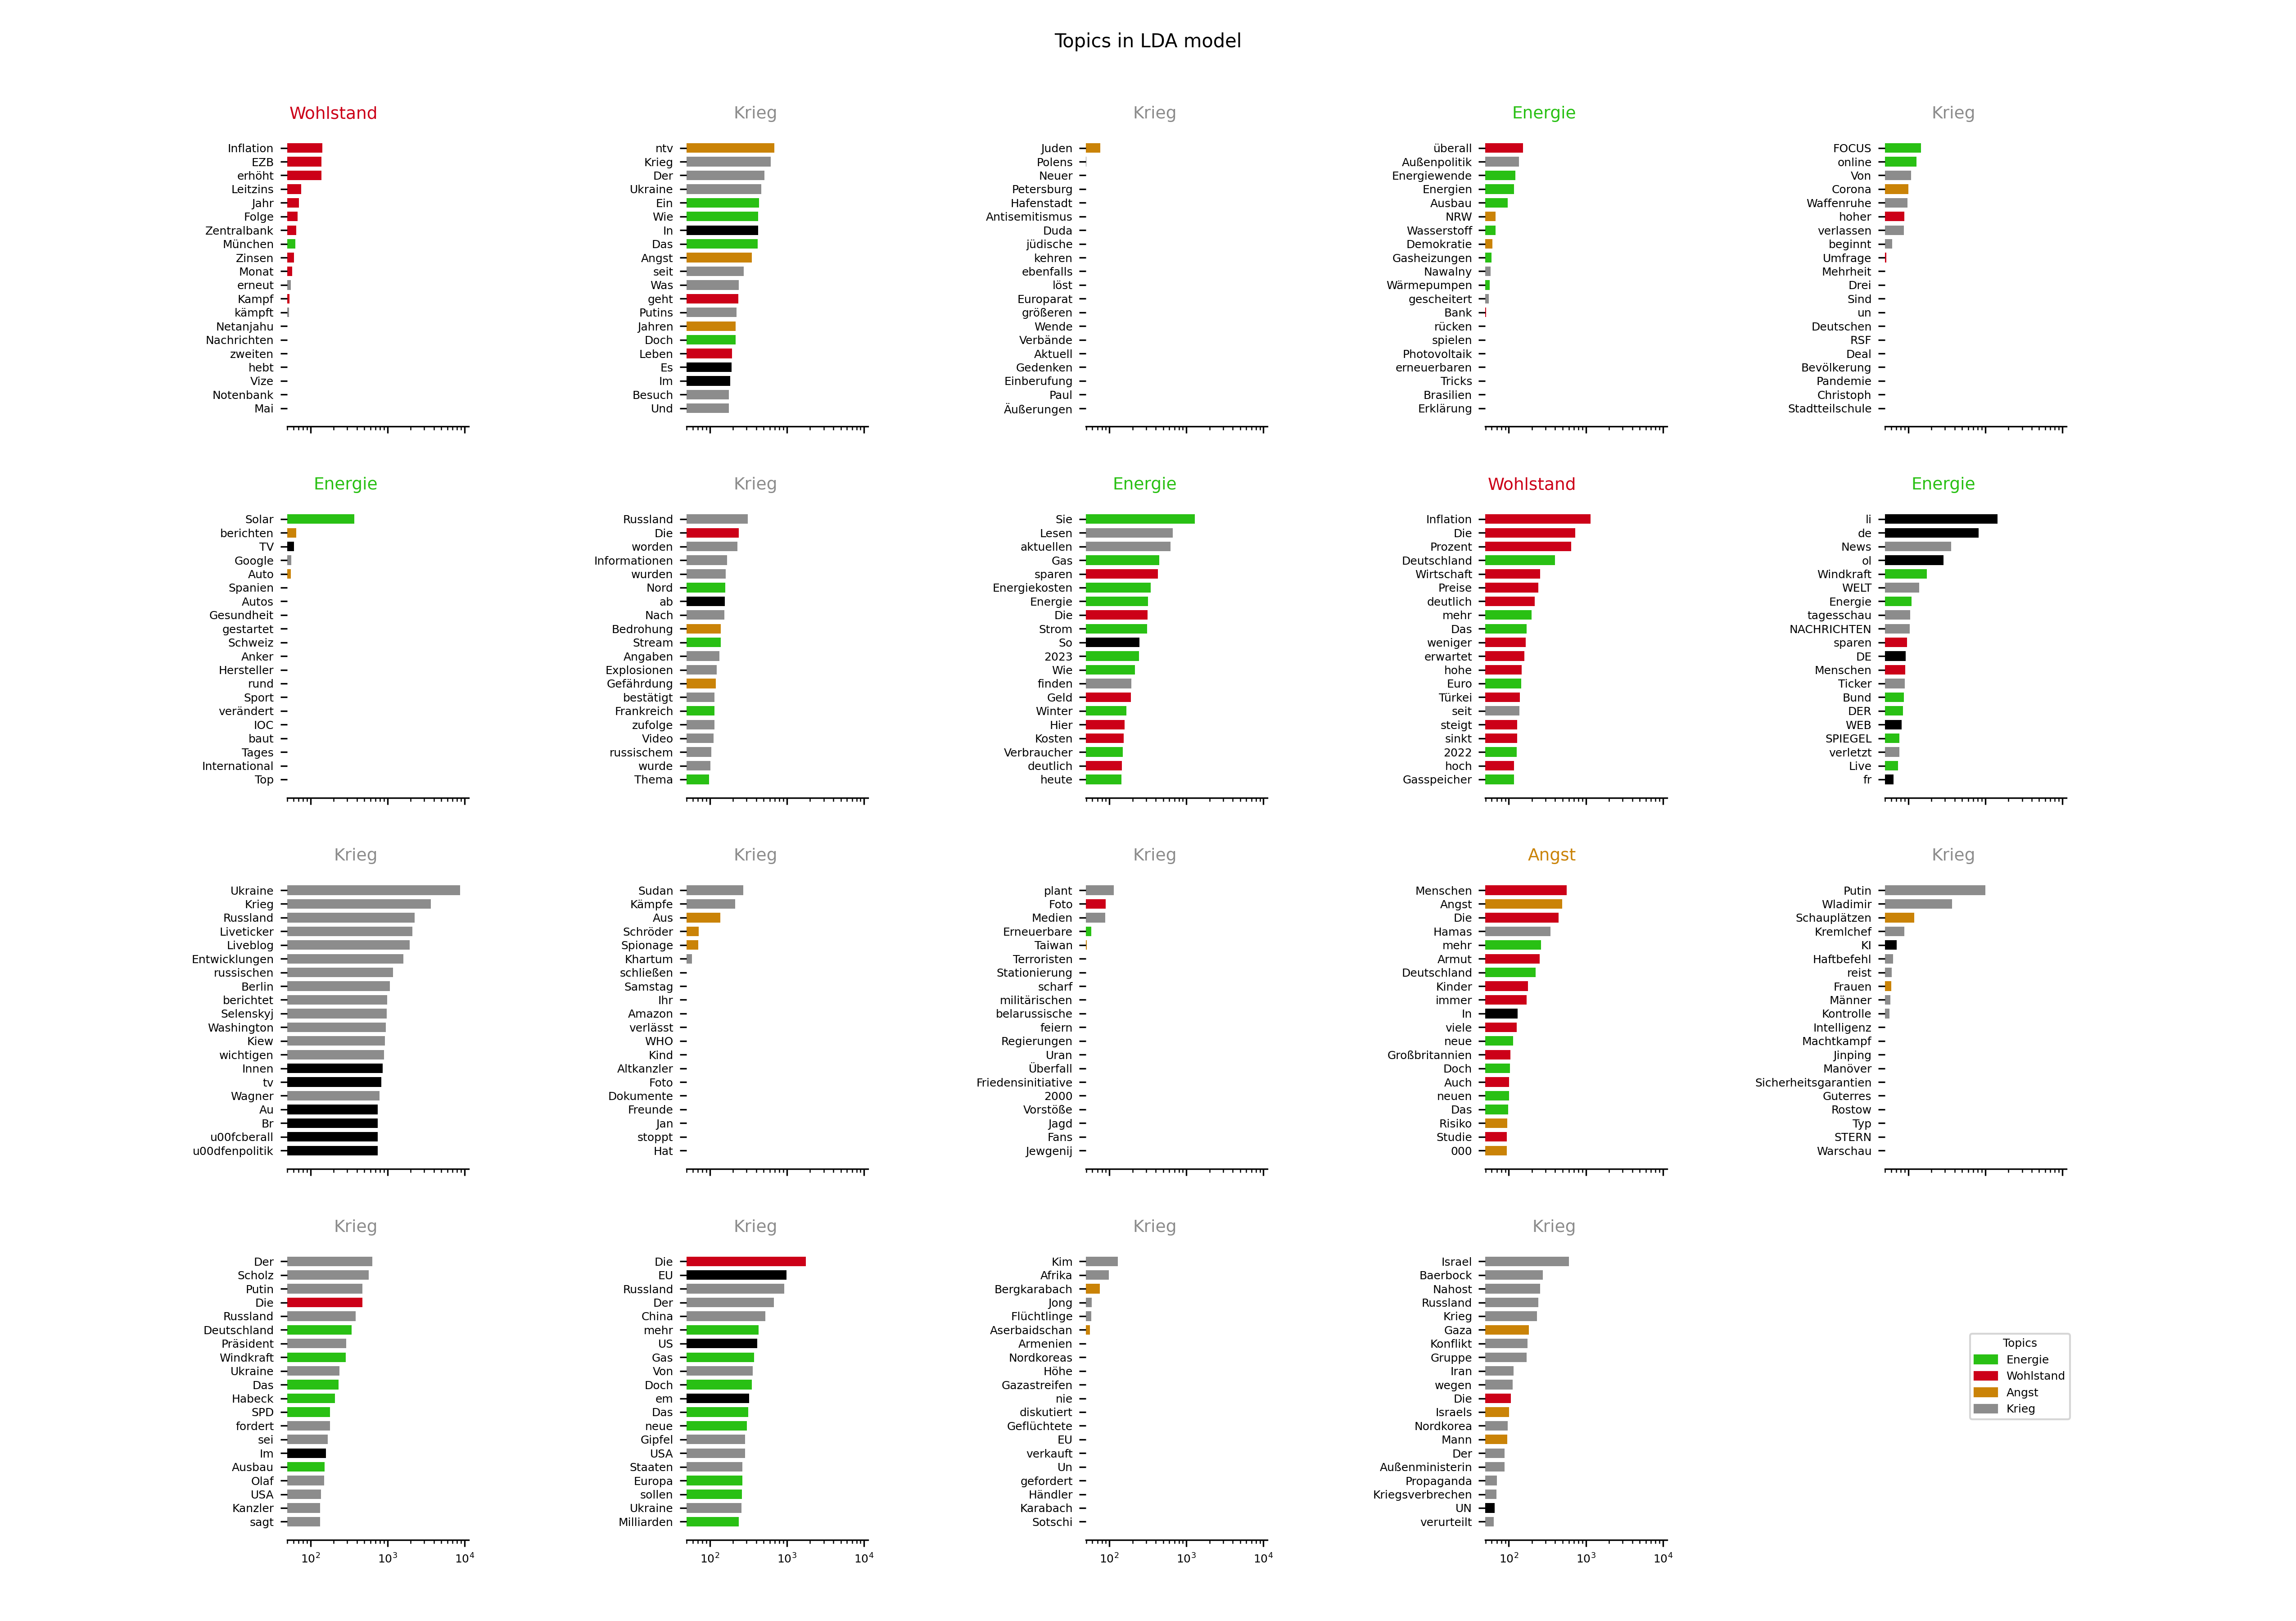 Topics in LDA model
Wohlstand
Inflation
EZB
erhöht
Leitzins
Jahr
Folge
Zentralbank
München
Zinsen
Monat
erneut
Kampf
kämpft
Netanjahu
Nachrichten
zweiten
hebt
Vize
Notenbank
Mai
Krieg
ntv
Krieg
Der
Ukraine
Ein
Wie
In
Das
Angst
seit
Was
geht
Putins
Jahren
Doch
Leben
Es
Im
Besuch
Und
Krieg
Juden
Polens
Neuer
Petersburg
Hafenstadt
Antisemitismus
Duda
jüdische
kehren
ebenfalls
löst
Europarat
größeren
Wende
Verbände
Aktuell
Gedenken
Einberufung
Paul
Äußerungen
Energie
überall
Außenpolitik
Energiewende
Energien
Ausbau
NRW
Wasserstoff
Demokratie
Gasheizungen
Nawalny
Wärmepumpen
gescheitert
Bank
rücken
spielen
Photovoltaik
erneuerbaren
Tricks
Brasilien
Erklärung
Krieg
FOCUS
online
Von
Corona
Waffenruhe
hoher
verlassen
beginnt
Umfrage
Mehrheit
Drei
Sind
un
Deutschen
RSF
Deal
Bevölkerung
Pandemie
Christoph
Stadtteilschule
Energie
Solar
berichten
TV
Google
Auto
Spanien
Autos
Gesundheit
gestartet
Schweiz
Anker
Hersteller
rund
Sport
verändert
IOC
baut
Tages
International
Top
Krieg
Russland
Die
worden
Informationen
wurden
Nord
ab
Nach
Bedrohung
Stream
Angaben
Explosionen
Gefährdung
bestätigt
Frankreich
zufolge
Video
russischem
wurde
Thema
Energie
Sie
Lesen
aktuellen
Gas
sparen
Energiekosten
Energie
Die
Strom
So
2023
Wie
finden
Geld
Winter
Hier
Kosten
Verbraucher
deutlich
heute
Wohlstand
Inflation
Die
Prozent
Deutschland
Wirtschaft
Preise
deutlich
mehr
Das
weniger
erwartet
hohe
Euro
Türkei
seit
steigt
sinkt
2022
hoch
Gasspeicher
Energie
li
de
News
ol
Windkraft
WELT
Energie
tagesschau
NACHRICHTEN
sparen
DE
Menschen
Ticker
Bund
DER
WEB
SPIEGEL
verletzt
Live
fr
Krieg
Ukraine
Krieg
Russland
Liveticker
Liveblog
Entwicklungen
russischen
Berlin
berichtet
Selenskyj
Washington
Kiew
wichtigen
Innen
tv
Wagner
Au
Br
u00fcberall
u00dfenpolitik
Krieg
Sudan
Kämpfe
Aus
Schröder
Spionage
Khartum
schließen
Samstag
Ihr
Amazon
verlässt
WHO
Kind
Altkanzler
Foto
Dokumente
Freunde
Jan
stoppt
Hat
Krieg
plant
Foto
Medien
Erneuerbare
Taiwan
Terroristen
Stationierung
scharf
militärischen
belarussische
feiern
Regierungen
Uran
Überfall
Friedensinitiative
2000
Vorstöße
Jagd
Fans
Jewgenij
Angst
Menschen
Angst
Die
Hamas
mehr
Armut
Deutschland
Kinder
immer
In
viele
neue
Großbritannien
Doch
Auch
neuen
Das
Risiko
Studie
000
Krieg
Putin
Wladimir
Schauplätzen
Kremlchef
KI
Haftbefehl
reist
Frauen
Männer
Kontrolle
Intelligenz
Machtkampf
Jinping
Manöver
Sicherheitsgarantien
Guterres
Rostow
Typ
STERN
Warschau
Krieg
Der
Scholz
Putin
Die
Russland
Deutschland
Präsident
Windkraft
Ukraine
Das
Habeck
SPD
fordert
sei
Im
Ausbau
Olaf
USA
Kanzler
sagt
10² 10³ 10⁴
Krieg
Die
EU
Russland
Der
China
mehr
US
Gas
Von
Doch
em
Das
neue
Gipfel
USA
Staaten
Europa
sollen
Ukraine
Milliarden
10² 10³ 10⁴
Krieg
Kim
Afrika
Bergkarabach
Jong
Flüchtlinge
Aserbaidschan
Armenien
Nordkoreas
Höhe
Gazastreifen
nie
diskutiert
Geflüchtete
EU
verkauft
Un
gefordert
Händler
Karabach
Sotschi
10² 10³ 10⁴
Krieg
Israel
Baerbock
Nahost
Russland
Krieg
Gaza
Konflikt
Gruppe
Iran
wegen
Die
Israels
Nordkorea
Mann
Der
Außenministerin
Propaganda
Kriegsverbrechen
UN
verurteilt
10² 10³ 10⁴
Topics
Energie
Wohlstand
Angst
Krieg